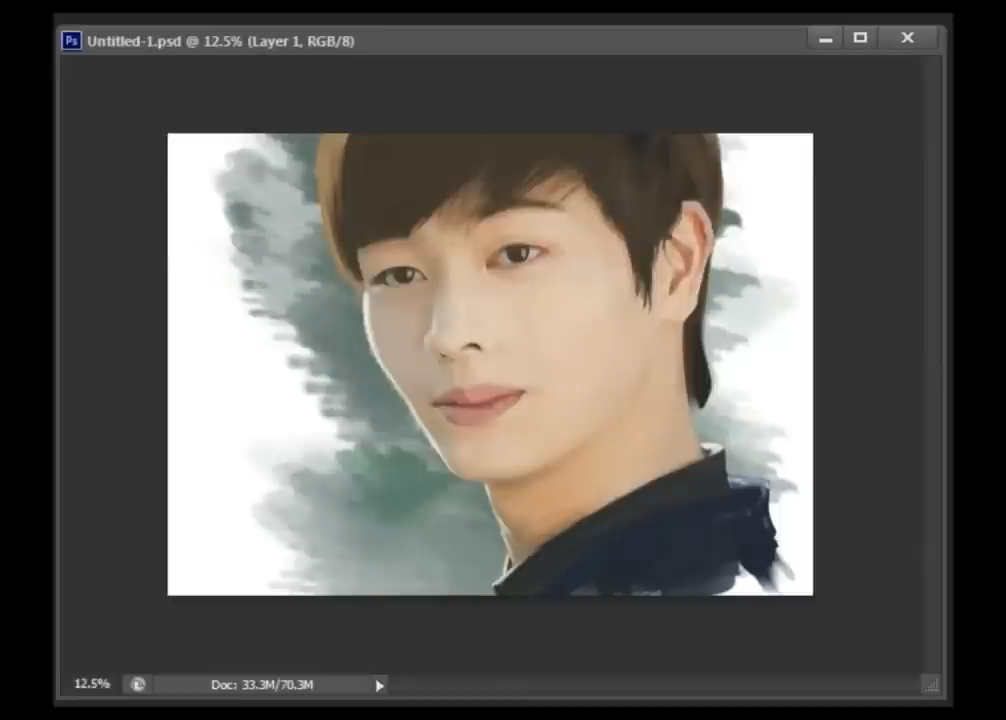 Ps Untitled-1.psd @ 12.5% (Layer 1, RGB/8)
12.5% Doc: 33.3M/70.3M